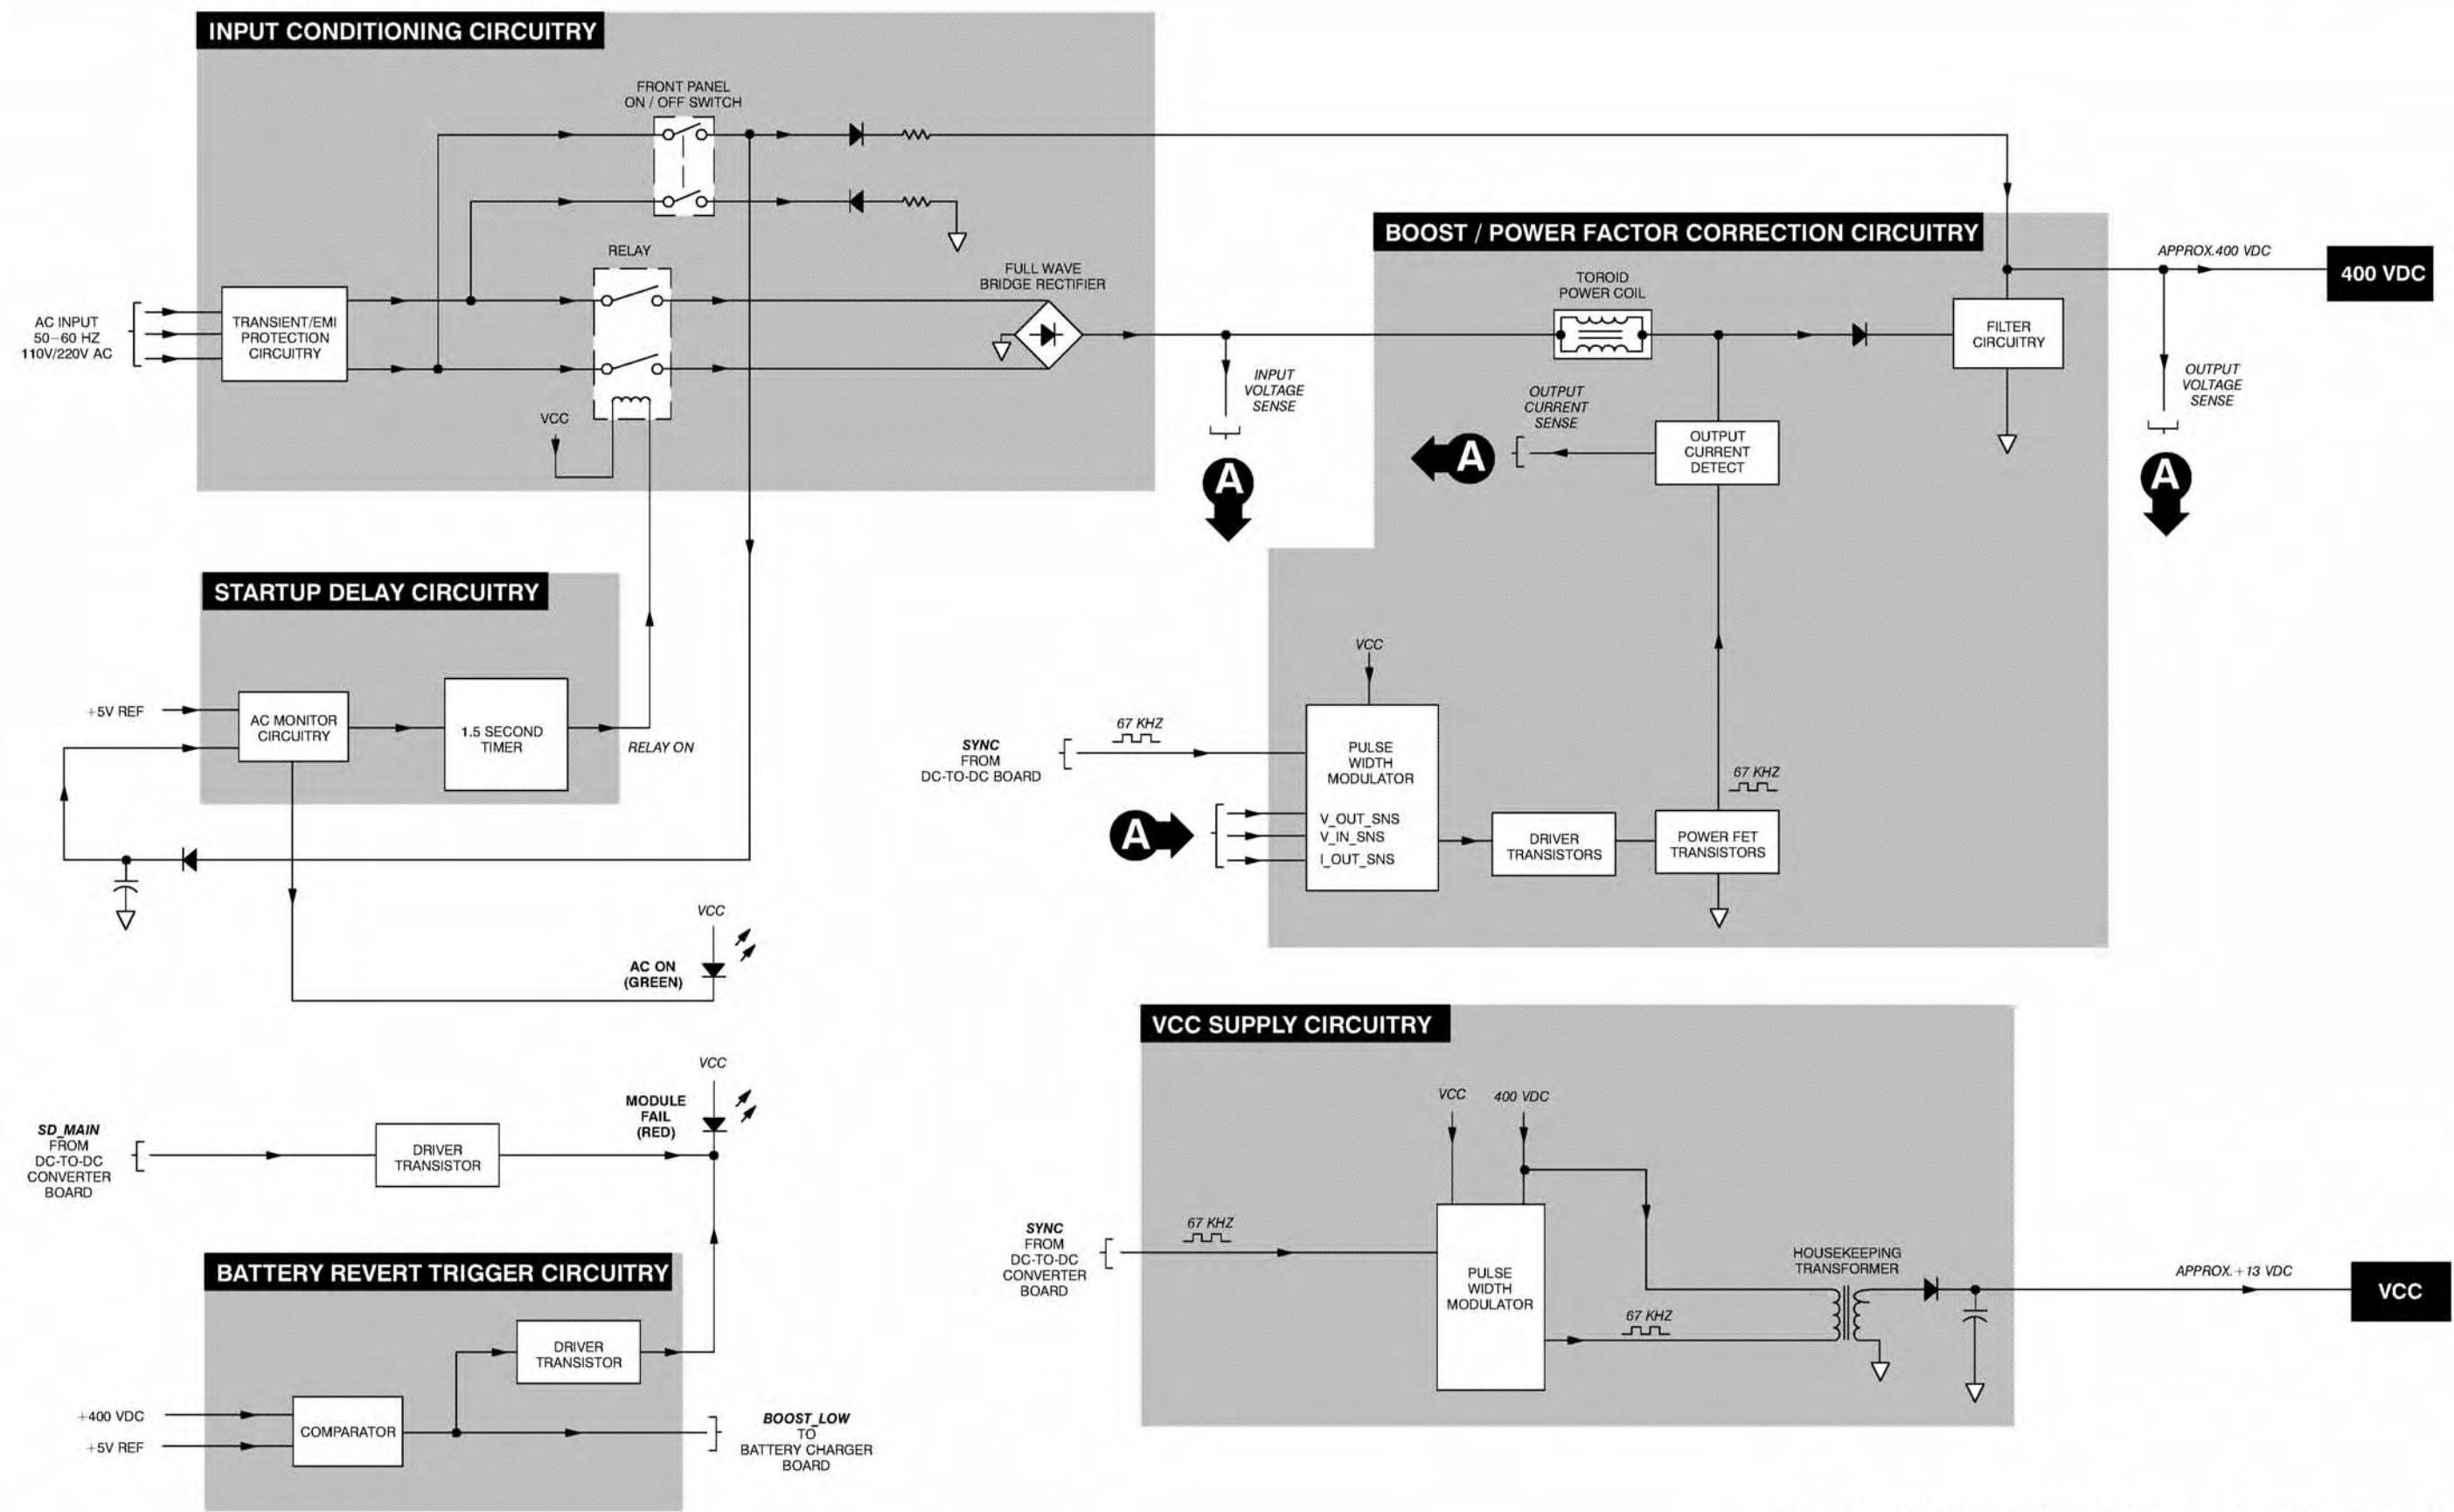 INPUT CONDITIONING CIRCUITRY
FRONT PANEL
ON / OFF SWITCH
RELAY
FULL WAVE
BRIDGE RECTIFIER
AC INPUT
50–60 HZ
110V/220V AC
TRANSIENT/EMI
PROTECTION
CIRCUITRY
VCC
INPUT
VOLTAGE
SENSE
A
BOOST / POWER FACTOR CORRECTION CIRCUITRY
TOROID
POWER COIL
APPROX.400 VDC
400 VDC
FILTER
CIRCUITRY
OUTPUT
VOLTAGE
SENSE
A
OUTPUT
CURRENT
SENSE
A
OUTPUT
CURRENT
DETECT
VCC
67 KHZ
SYNC
FROM
DC-TO-DC BOARD
PULSE
WIDTH
MODULATOR
A
V_OUT_SNS
V_IN_SNS
I_OUT_SNS
DRIVER
TRANSISTORS
67 KHZ
POWER FET
TRANSISTORS
STARTUP DELAY CIRCUITRY
+5V REF
AC MONITOR
CIRCUITRY
1.5 SECOND
TIMER
RELAY ON
VCC
AC ON
(GREEN)
VCC
MODULE
FAIL
(RED)
SD_MAIN
FROM
DC-TO-DC
CONVERTER
BOARD
DRIVER
TRANSISTOR
BATTERY REVERT TRIGGER CIRCUITRY
DRIVER
TRANSISTOR
+400 VDC
+5V REF
COMPARATOR
BOOST_LOW
TO
BATTERY CHARGER
BOARD
VCC SUPPLY CIRCUITRY
VCC
400 VDC
67 KHZ
SYNC
FROM
DC-TO-DC
CONVERTER
BOARD
PULSE
WIDTH
MODULATOR
67 KHZ
HOUSEKEEPING
TRANSFORMER
APPROX.+13 VDC
VCC